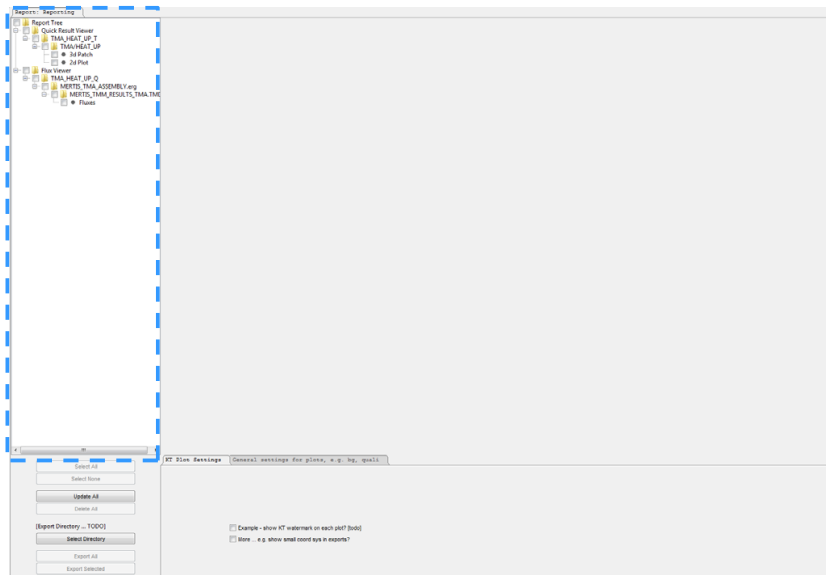 Report: Reporting
Report Tree
Quick Result Viewer
TMA_HEAT_UP_T
TMA/HEAT_UP
3d Patch
2d Plot
Flux Viewer
TMA_HEAT_UP_Q
MERTIS_TMA_ASSEMBLY.erg
MERTIS_TMM_RESULTS_TMA.TMD
Fluxes
Select All
Select None
Update All
Delete All
[Export Directory ... TODO]
Select Directory
Export All
Export Selected
KT Plot Settings
General settings for plots, e.g. bg, quali
Example - show KT watermark on each plot? [todo]
More ... e.g. show small coord sys in exports?